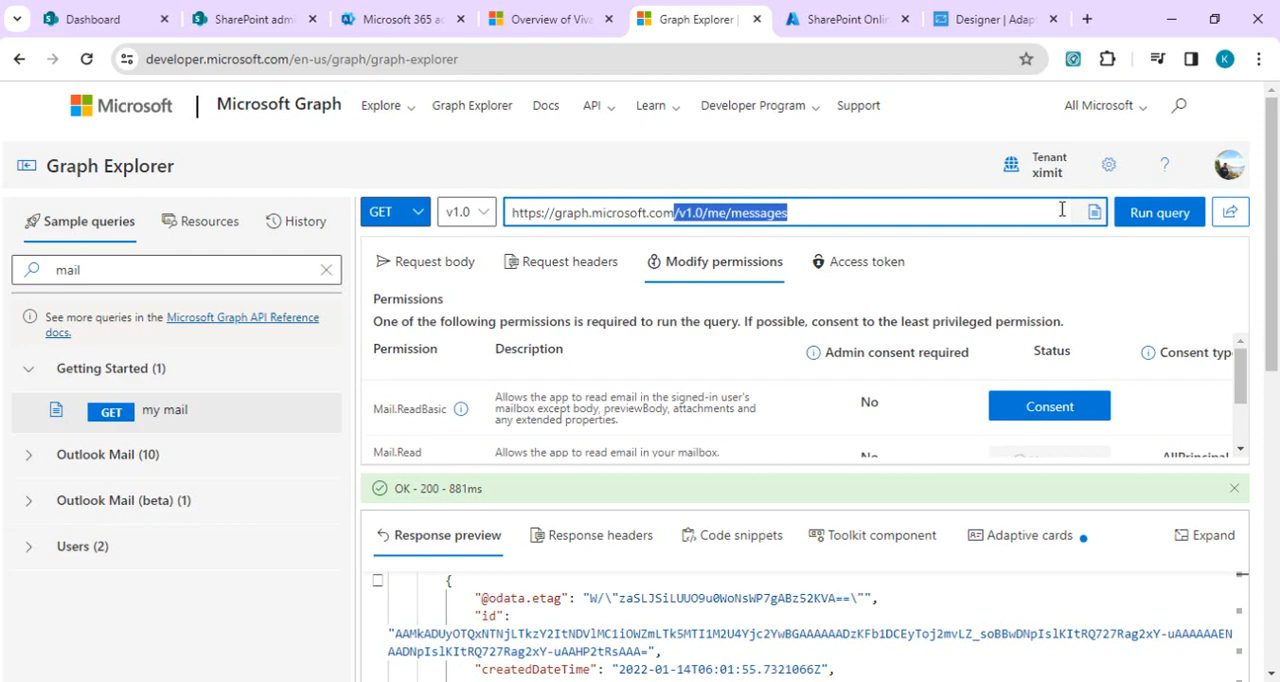 Dashboard
SharePoint adm
Microsoft 365 a
Overview of Viva
Graph Explorer |
SharePoint Onli
Designer | Adap
developer.microsoft.com/en-us/graph/graph-explorer
K
Microsoft
Microsoft Graph
Explore
Graph Explorer
Docs
API
Learn
Developer Program
Support
All Microsoft
Graph Explorer
Tenant
ximit
Sample queries
Resources
History
GET
v1.0
https://graph.microsoft.com/v1.0/me/messages
Run query
mail
See more queries in the Microsoft Graph API Reference
docs.
Getting Started (1)
GET
my mail
Outlook Mail (10)
Outlook Mail (beta) (1)
Users (2)
Request body
Request headers
Modify permissions
Access token
Permissions
One of the following permissions is required to run the query. If possible, consent to the least privileged permission.
Permission
Description
Admin consent required
Status
Consent type
Mail.ReadBasic
Allows the app to read email in the signed-in user's
mailbox except body, previewBody, attachments and
any extended properties.
No
Consent
Mail.Read
Allows the app to read email in your mailbox.
No
AllPrincipal
OK - 200 - 881ms
Response preview
Response headers
Code snippets
Toolkit component
Adaptive cards
Expand
{
"@odata.etag": "W/\"zaSLJSiLUUO9u0WoNsWP7gABz52KVA==\"",
"id":
"createdDateTime": "2022-01-14T06:01:55.7321066Z",